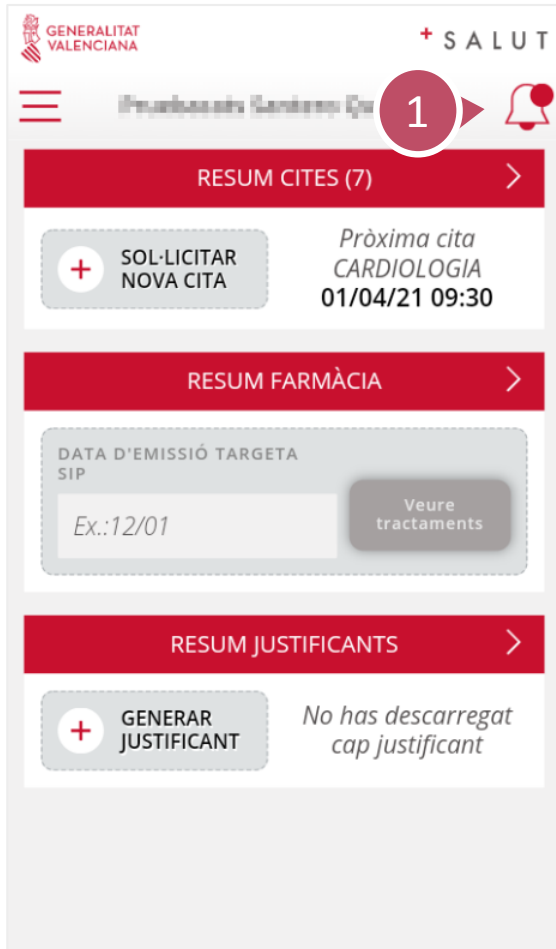 GENERALITAT
VALENCIANA
+ SALUT
1
RESUM CITES (7)
SOL·LICITAR
NOVA CITA
Pròxima cita
CARDIOLOGIA
01/04/21 09:30
RESUM FARMÀCIA
DATA D'EMISSIÓ TARGETA
SIP
Ex.:12/01
Veure
tractaments
RESUM JUSTIFICANTS
GENERAR
JUSTIFICANT
No has descarregat
cap justificant